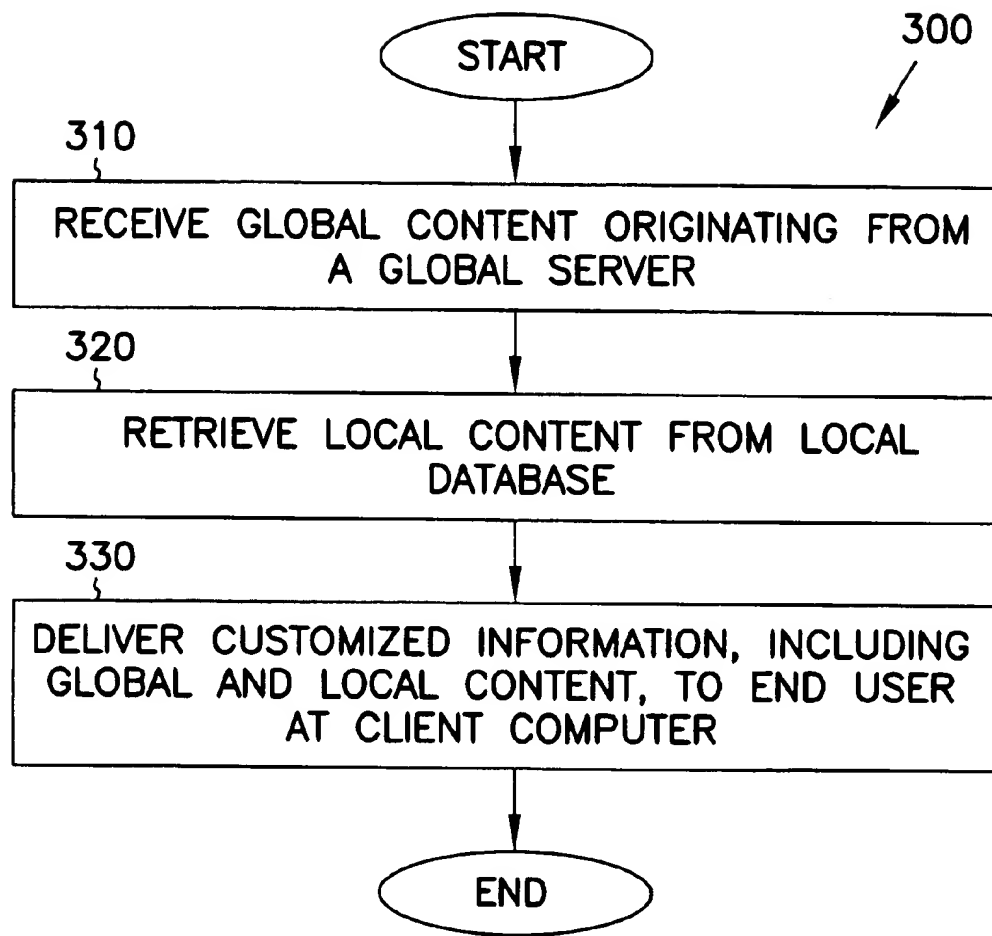 START
300
310
RECEIVE GLOBAL CONTENT ORIGINATING FROM
A GLOBAL SERVER
320
RETRIEVE LOCAL CONTENT FROM LOCAL
DATABASE
330
DELIVER CUSTOMIZED INFORMATION, INCLUDING
GLOBAL AND LOCAL CONTENT, TO END USER
AT CLIENT COMPUTER
END